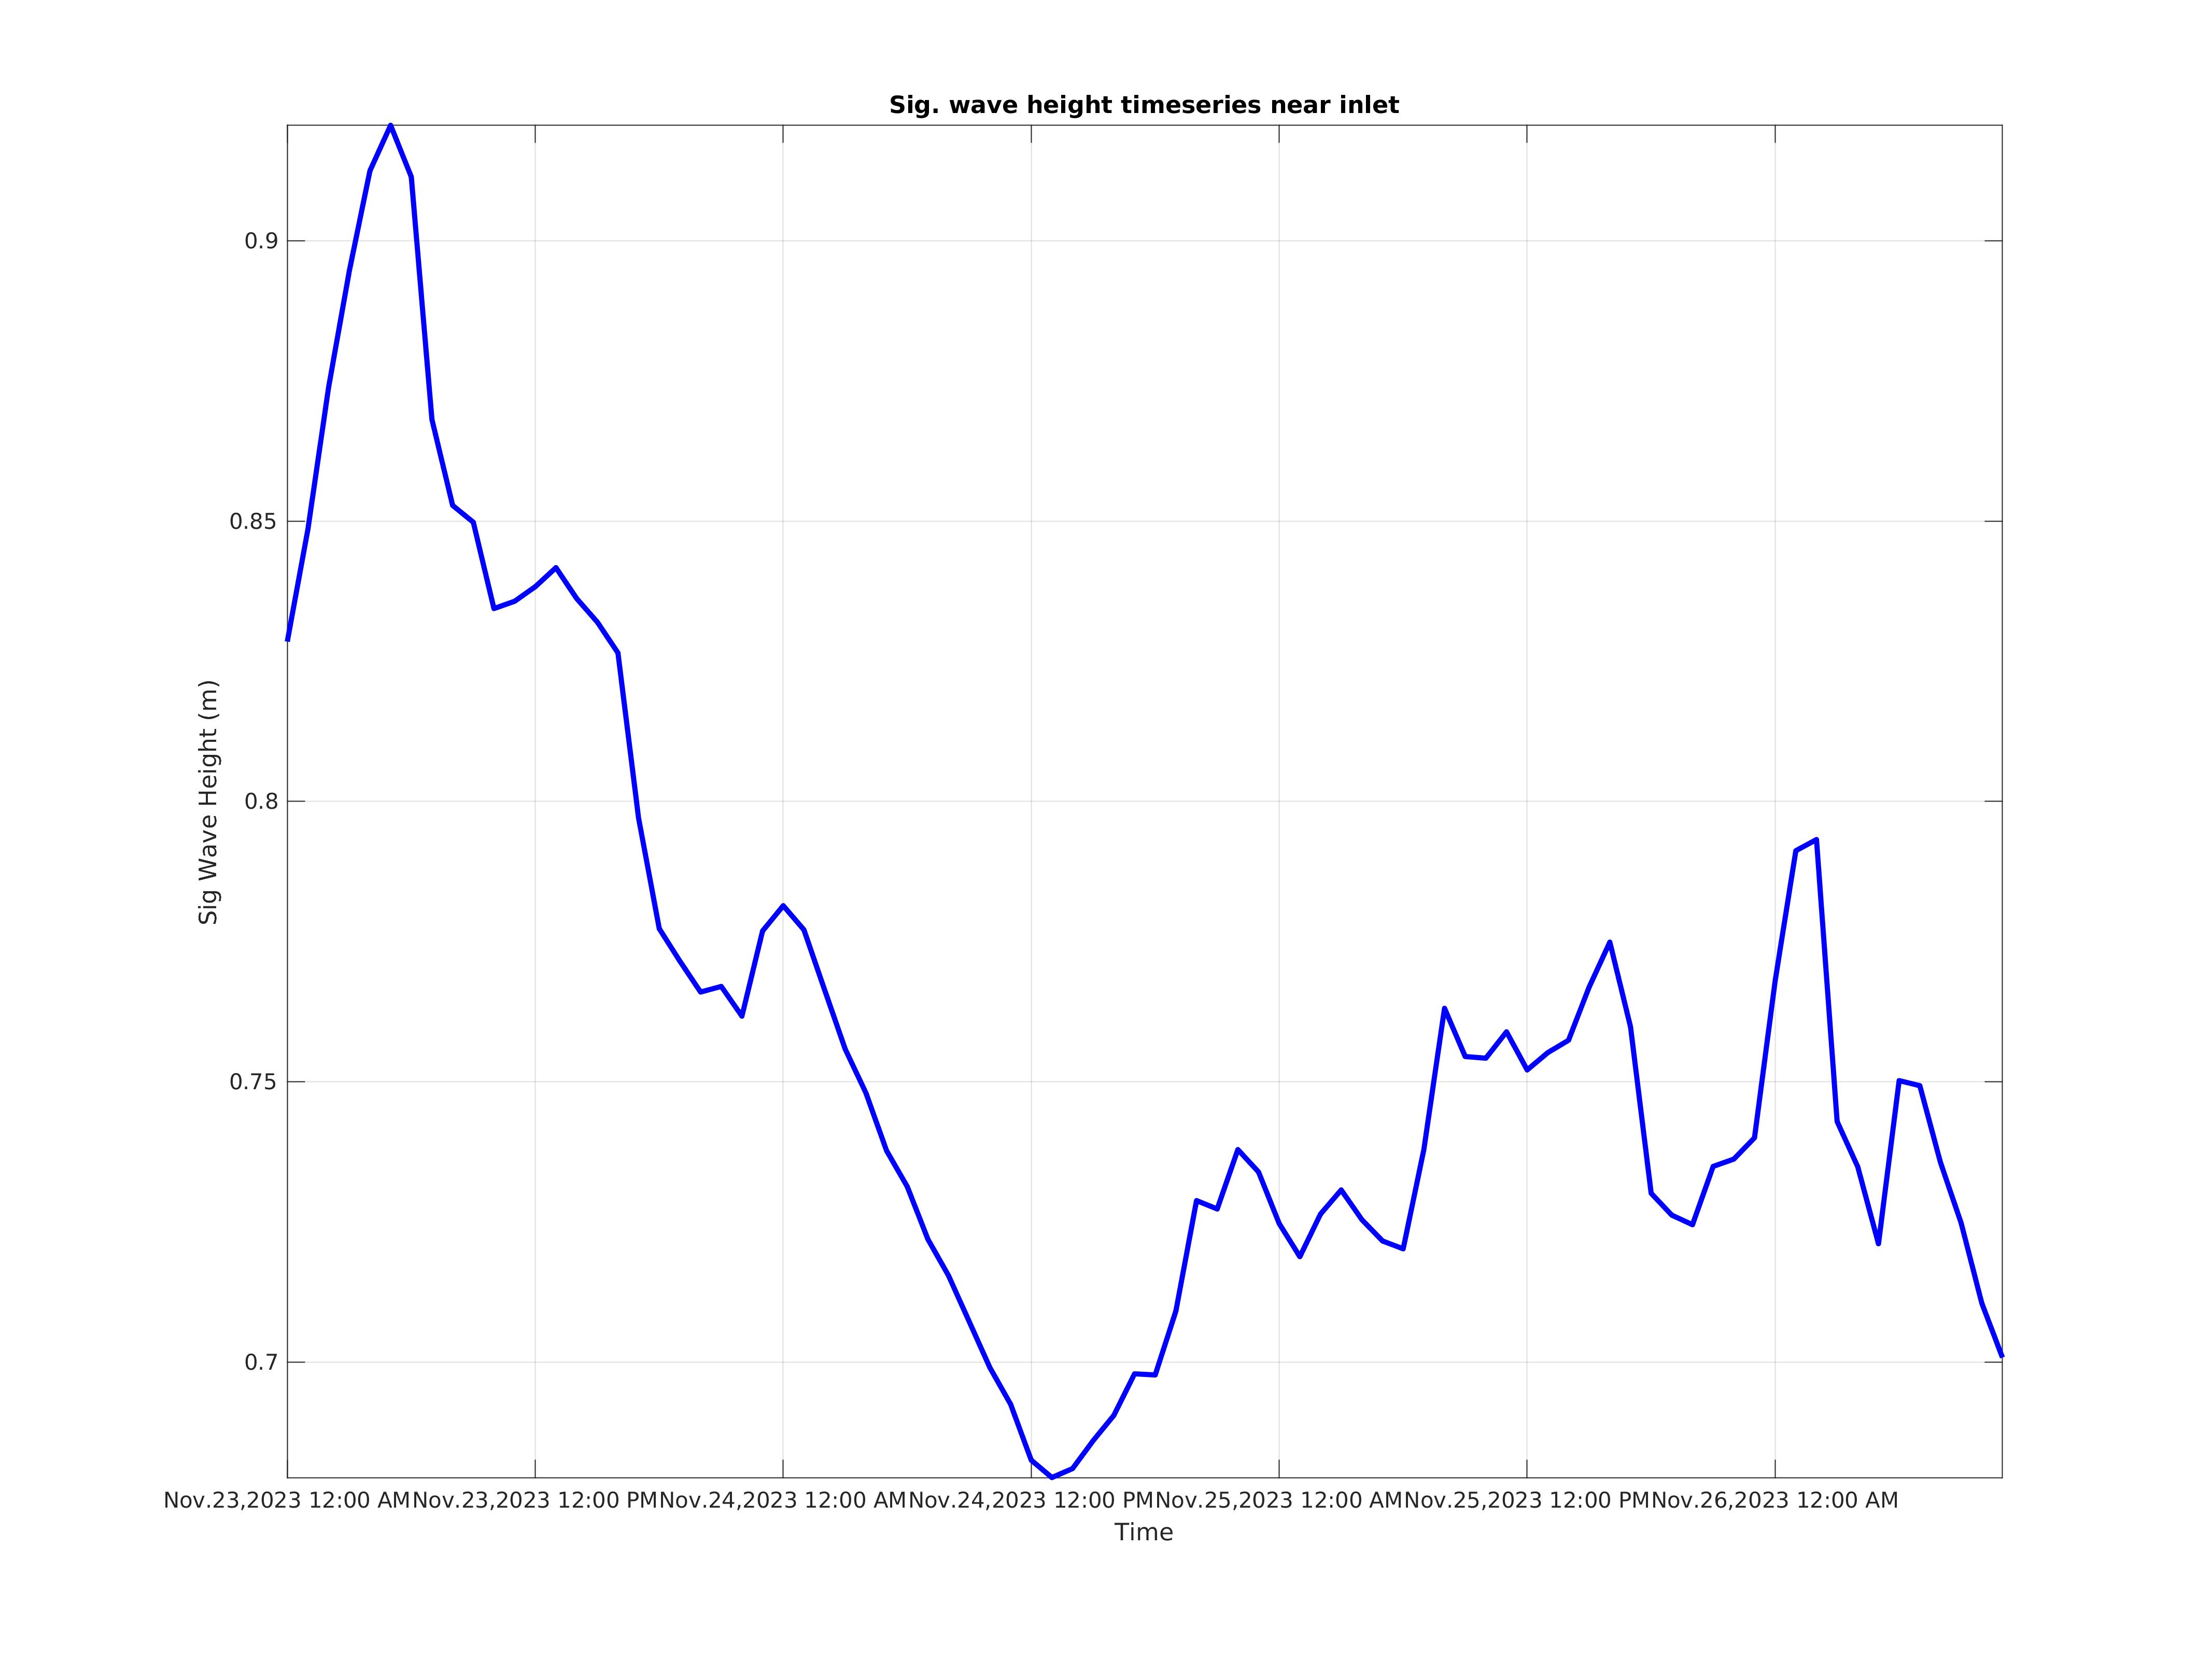 Sig. wave height timeseries near inlet
0.9
0.85
0.8
0.75
0.7
Sig Wave Height (m)
Nov.23,2023 12:00 AM Nov.23,2023 12:00 PM Nov.24,2023 12:00 AM Nov.24,2023 12:00 PM Nov.25,2023 12:00 AM Nov.25,2023 12:00 PM Nov.26,2023 12:00 AM
Time